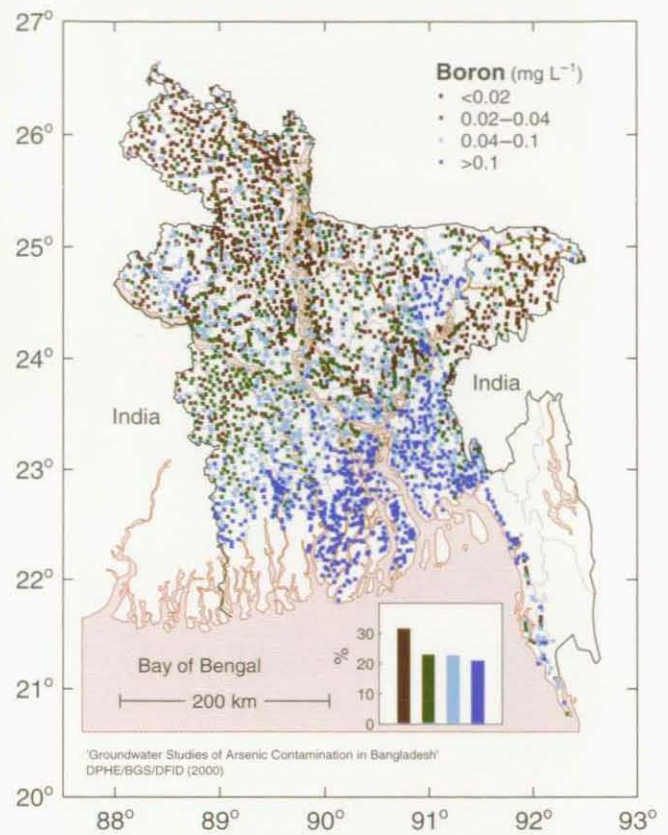 27°
26°
25°
24°
23°
22°
21°
20°
Boron (mg L⁻¹)
<0.02
0.02–0.04
0.04–0.1
>0.1
India
India
Bay of Bengal
200 km
%
30
20
10
0
'Groundwater Studies of Arsenic Contamination in Bangladesh'
DPHE/BGS/DFID (2000)
88° 89° 90° 91° 92° 93°